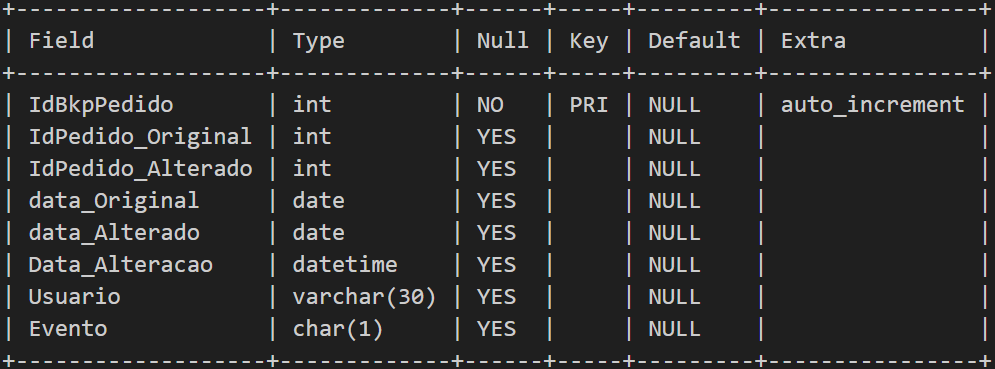 +-------------------+-------------+------+-----+---------+----------------+
| Field             | Type        | Null | Key | Default | Extra          |
+-------------------+-------------+------+-----+---------+----------------+
| IdBkpPedido       | int         | NO   | PRI | NULL    | auto_increment |
| IdPedido_Original | int         | YES  |     | NULL    |                |
| IdPedido_Alterado | int         | YES  |     | NULL    |                |
| data_Original     | date        | YES  |     | NULL    |                |
| data_Alterado     | date        | YES  |     | NULL    |                |
| Data_Alteracao    | datetime    | YES  |     | NULL    |                |
| Usuario           | varchar(30) | YES  |     | NULL    |                |
| Evento            | char(1)     | YES  |     | NULL    |                |
+-------------------+-------------+------+-----+---------+----------------+